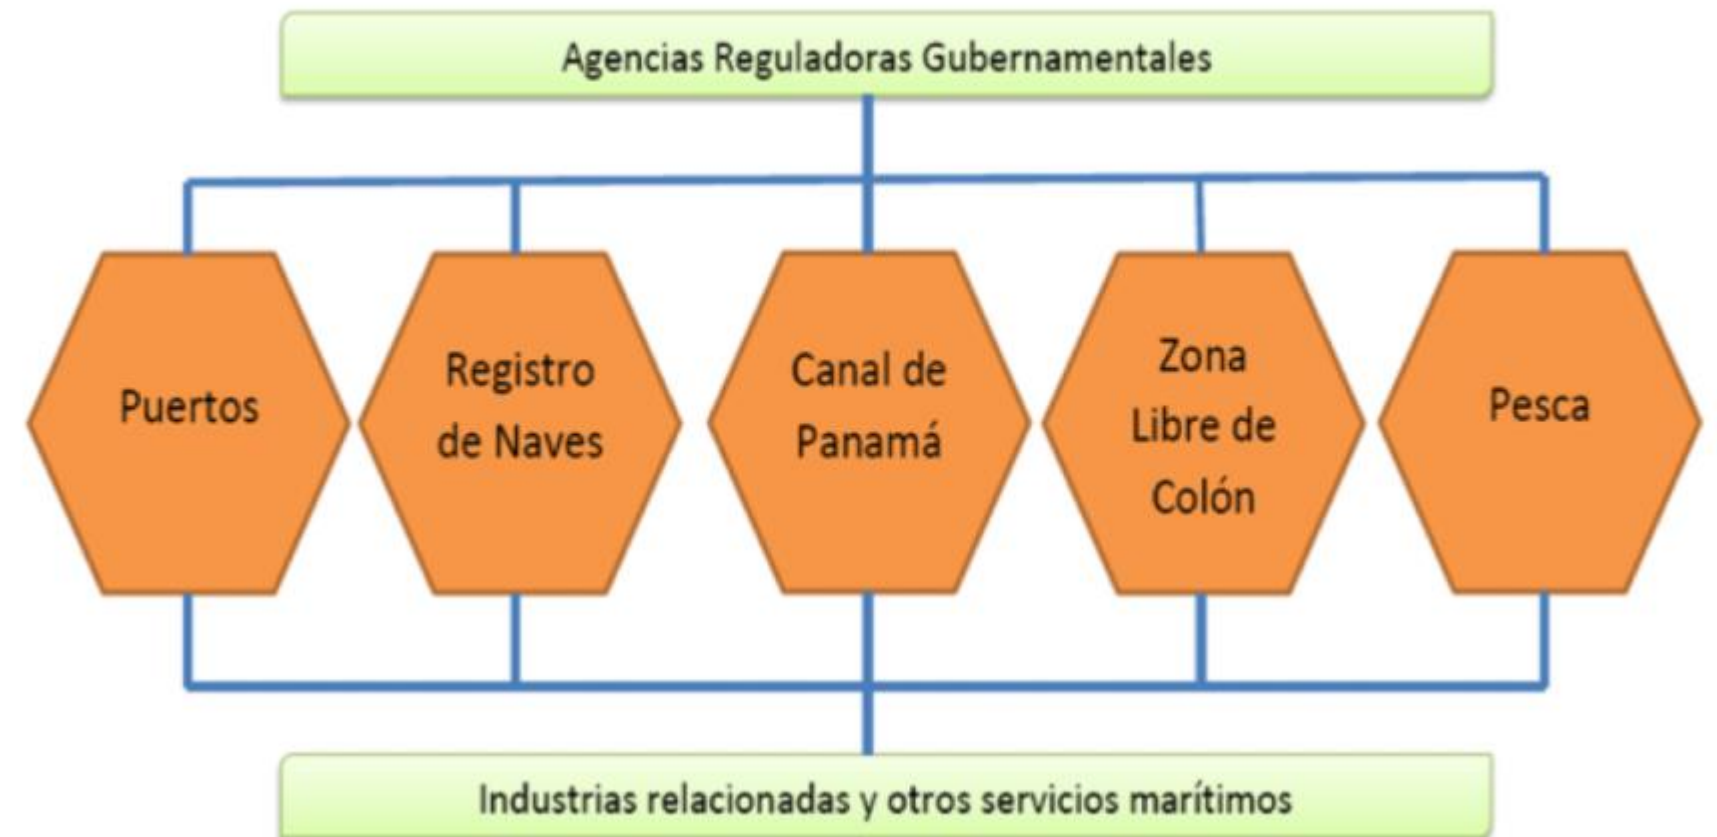 Agencias Reguladoras Gubernamentales
Puertos
Registro
de Naves
Canal de
Panamá
Zona
Libre de
Colón
Pesca
Industrias relacionadas y otros servicios marítimos